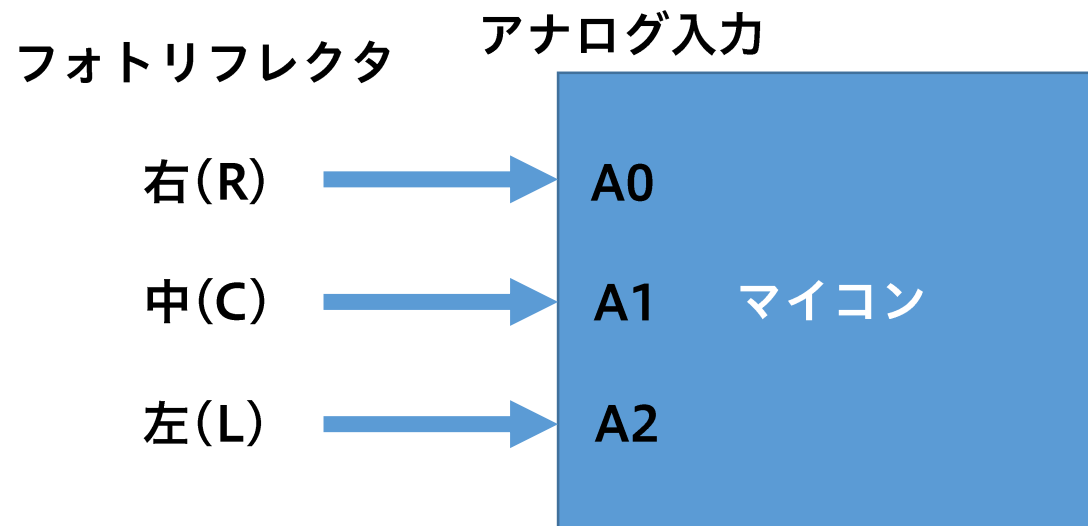 フォトリフレクタ
アナログ入力
右(R)
A0
中(C)
A1
マイコン
左(L)
A2